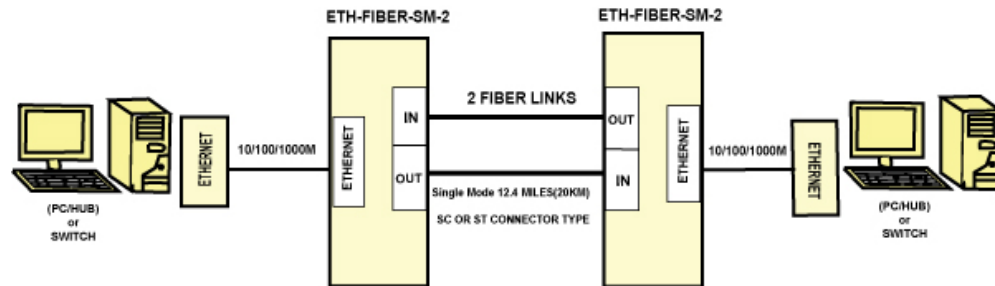 ETH-FIBER-SM-2
ETH-FIBER-SM-2
2 FIBER LINKS
IN
OUT
ETHERNET
10/100/1000M
ETHERNET
ETHERNET
10/100/1000M
ETHERNET
OUT
IN
Single Mode 12.4 MILES(20KM)
SC OR ST CONNECTOR TYPE
(PC/HUB)
or
SWITCH
(PC/HUB)
or
SWITCH